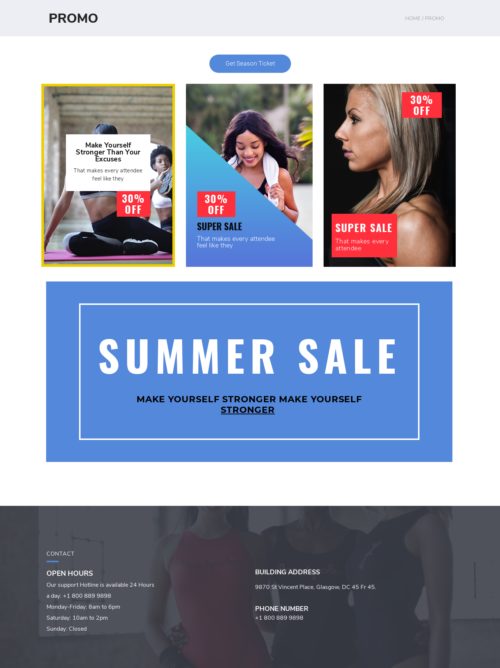 PROMO
HOME / PROMO
Get Season Ticket
Make Yourself
Stronger Than Your
Excuses
That makes every attendee
feel like they
30%
OFF
30%
OFF
SUPER SALE
That makes every attendee
feel like they
30%
OFF
SUPER SALE
That makes every
attendee
SUMMER SALE
MAKE YOURSELF STRONGER MAKE YOURSELF
STRONGER
CONTACT
OPEN HOURS
Our support Hotline is available 24 Hours
a day: +1 800 889 9898
Monday-Friday: 8am to 6pm
Saturday: 10am to 2pm
Sunday: Closed
BUILDING ADDRESS
9870 St Vincent Place, Glasgow, DC 45 Fr 45.
PHONE NUMBER
+1 800 889 9898